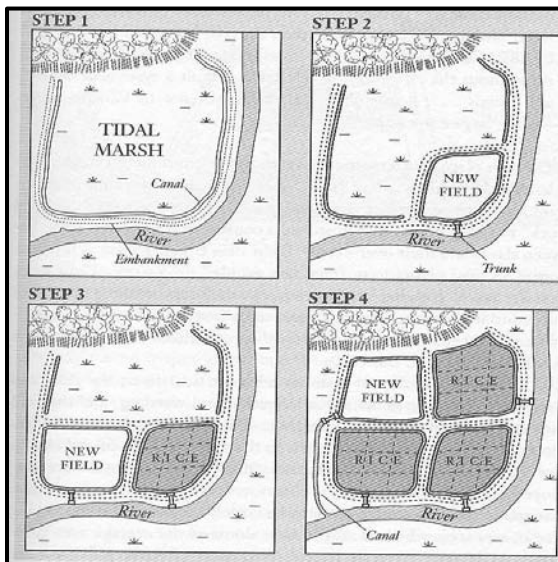 STEP 1
TIDAL
MARSH
Canal
River
Embankment
STEP 2
NEW
FIELD
River
Trunk
STEP 3
NEW
FIELD
RICE
River
STEP 4
NEW
FIELD
RICE
RICE
RICE
River
Canal